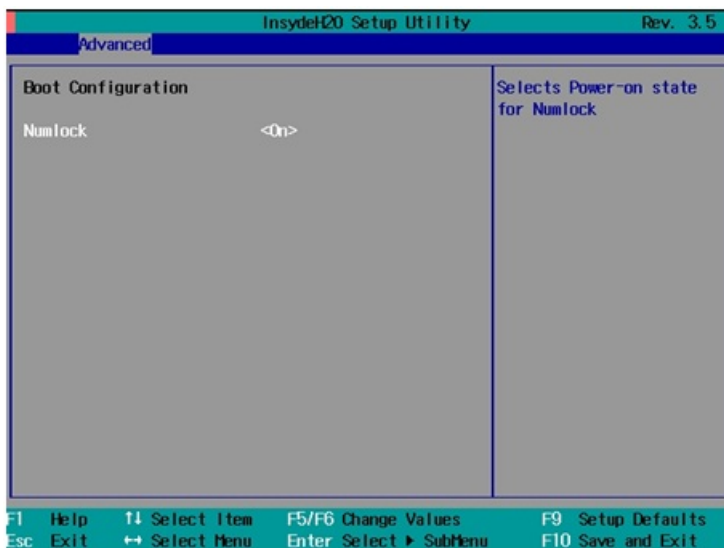 InsydeH20 Setup Utility Rev. 3.5
Advanced
Boot Configuration
Numlock <On>
Selects Power-on state
for Numlock
F1 Help ↑↓ Select Item F5/F6 Change Values F9 Setup Defaults
Esc Exit ↔ Select Menu Enter Select ▶ SubMenu F10 Save and Exit